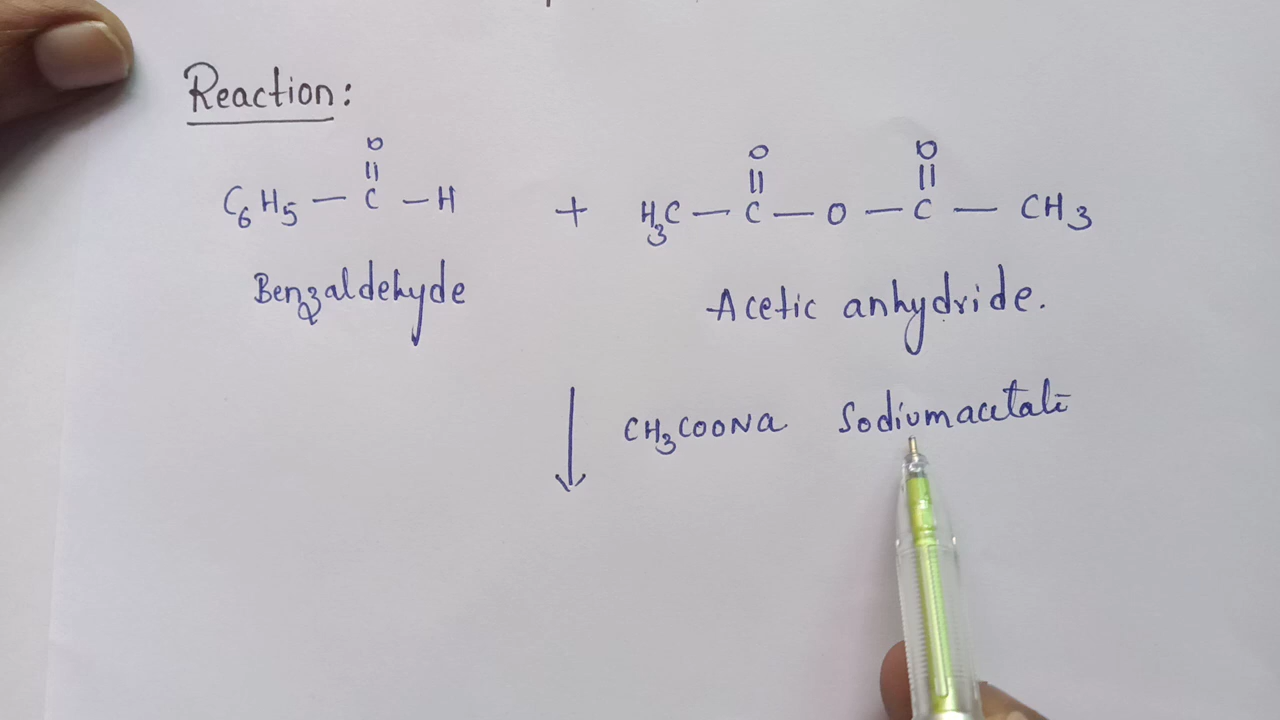 Reaction:
O O O
|| || ||
C6H5 — C — H + H3C — C — O — C — CH3
Benzaldehyde Acetic anhydride.
↓ CH3COONa Sodiumacetate